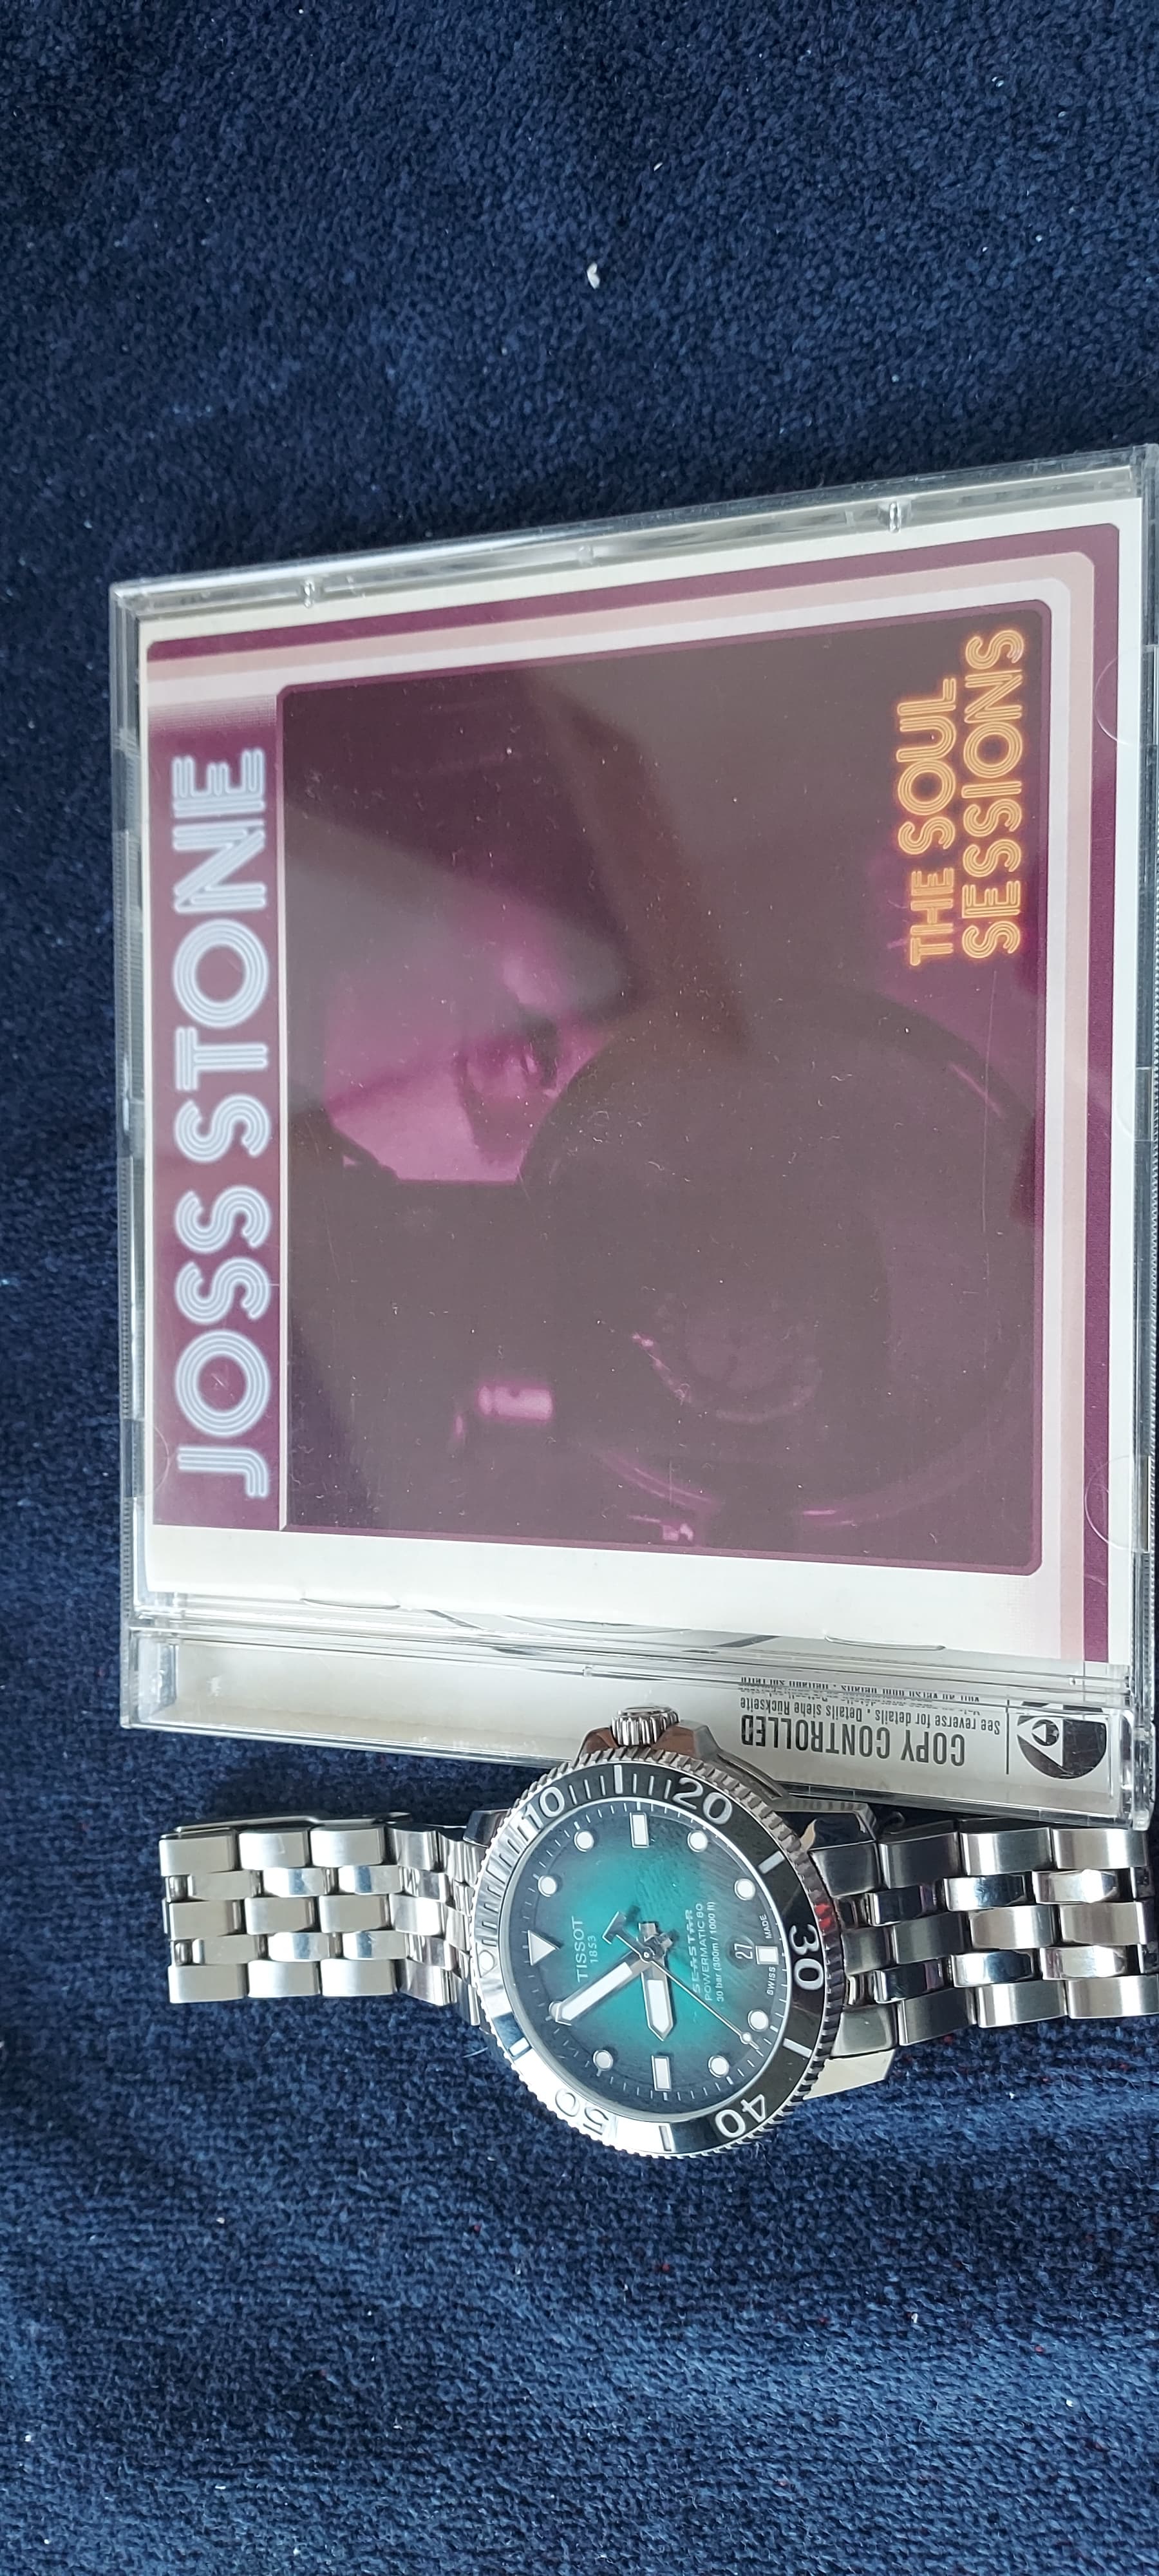 JOSS STONE
THE SOUL
SESSIONS
COPY CONTROLLED
See reverse for details . Details siehe Rückseite
10
20
30
40
50
TISSOT
1853
SEASTAR
POWERMATIC 80
30 bar (300m / 1000 ft)
27
SWISS MADE